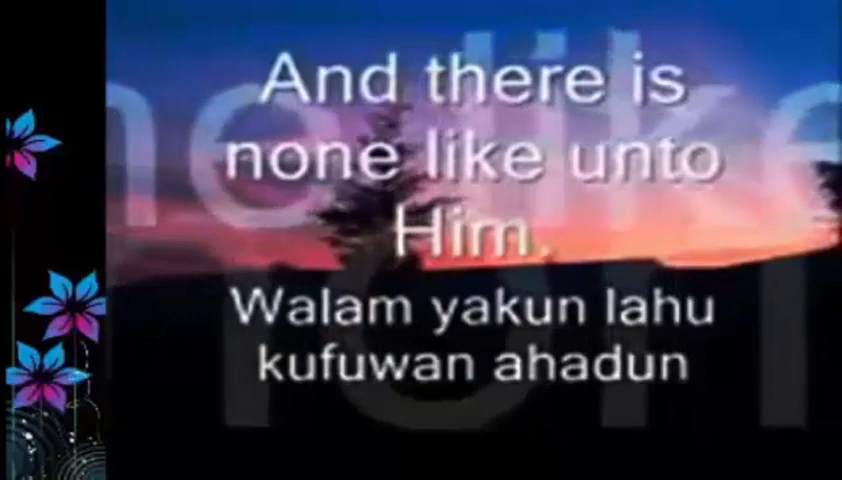 And there is
none like unto
Him.
Walam yakun lahu
kufuwan ahadun